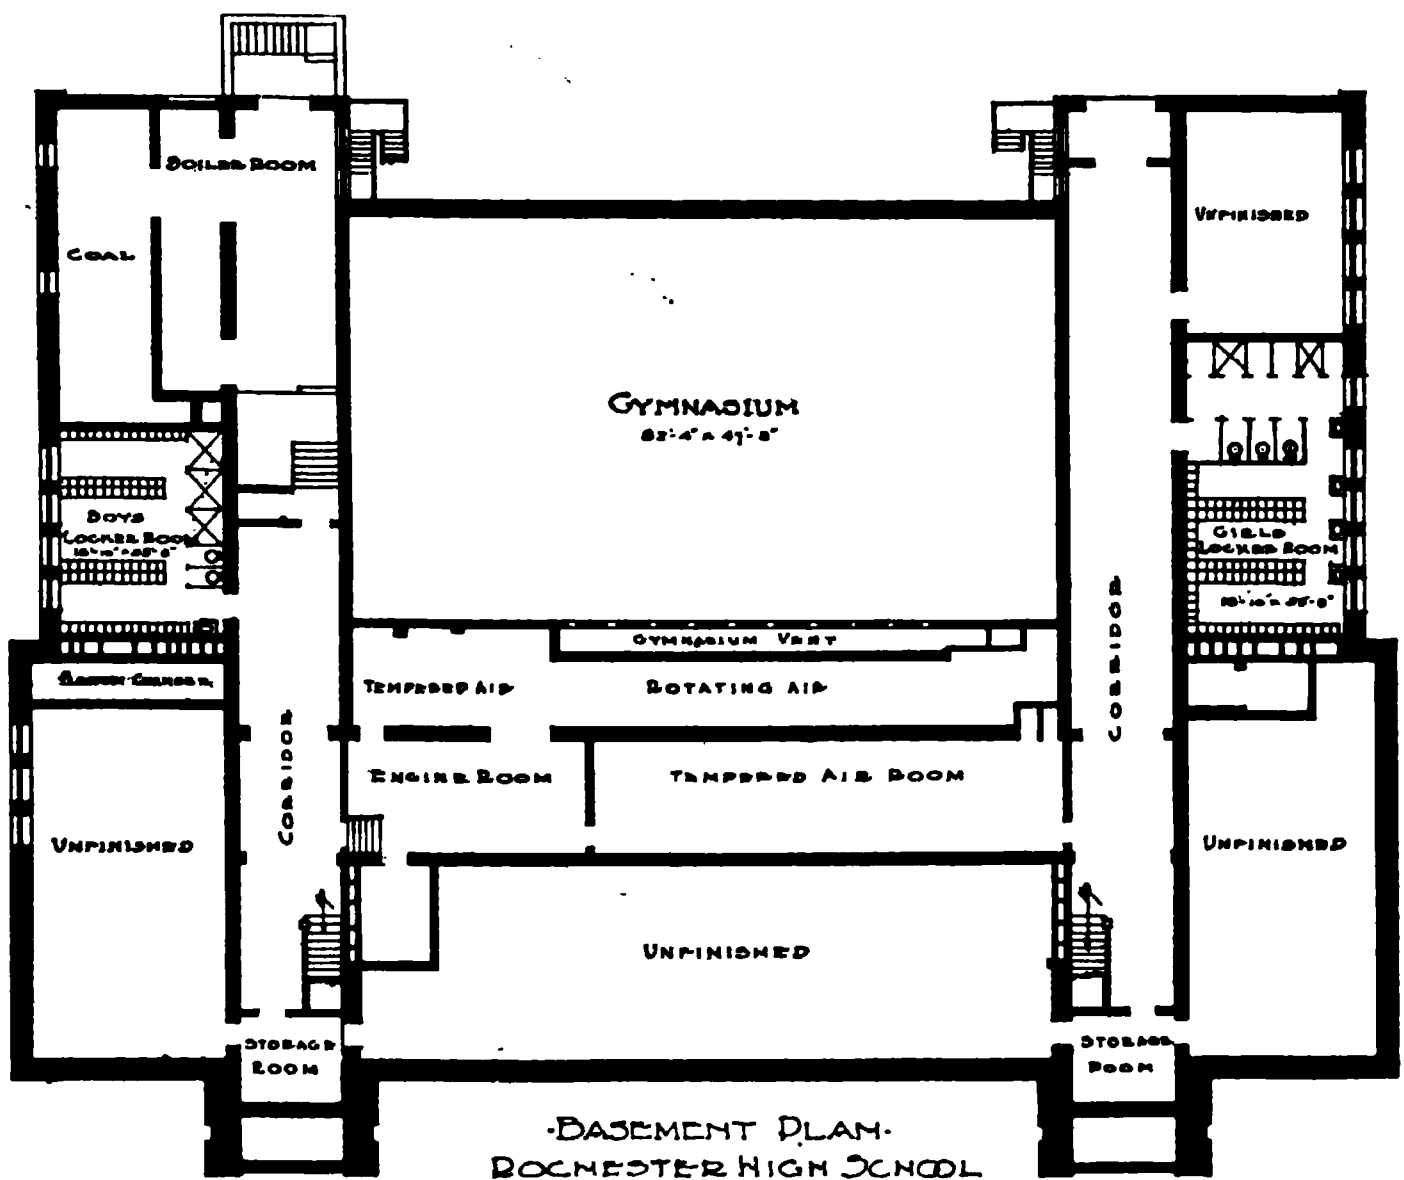 BOILER ROOM
COAL
UNFINISHED
GYMNASIUM
82'-4" x 47'-8"
BOYS
LOCKER ROOM
GIRLS
LOCKER ROOM
GYMNASIUM VENT
TEMPERED AIR
ROTATING AIR
CORRIDOR
CORRIDOR
ENGINE ROOM
TEMPERED AIR ROOM
UNFINISHED
UNFINISHED
UNFINISHED
STORAGE
ROOM
STORAGE
ROOM
·BASEMENT PLAN·
ROCHESTER HIGH SCHOOL